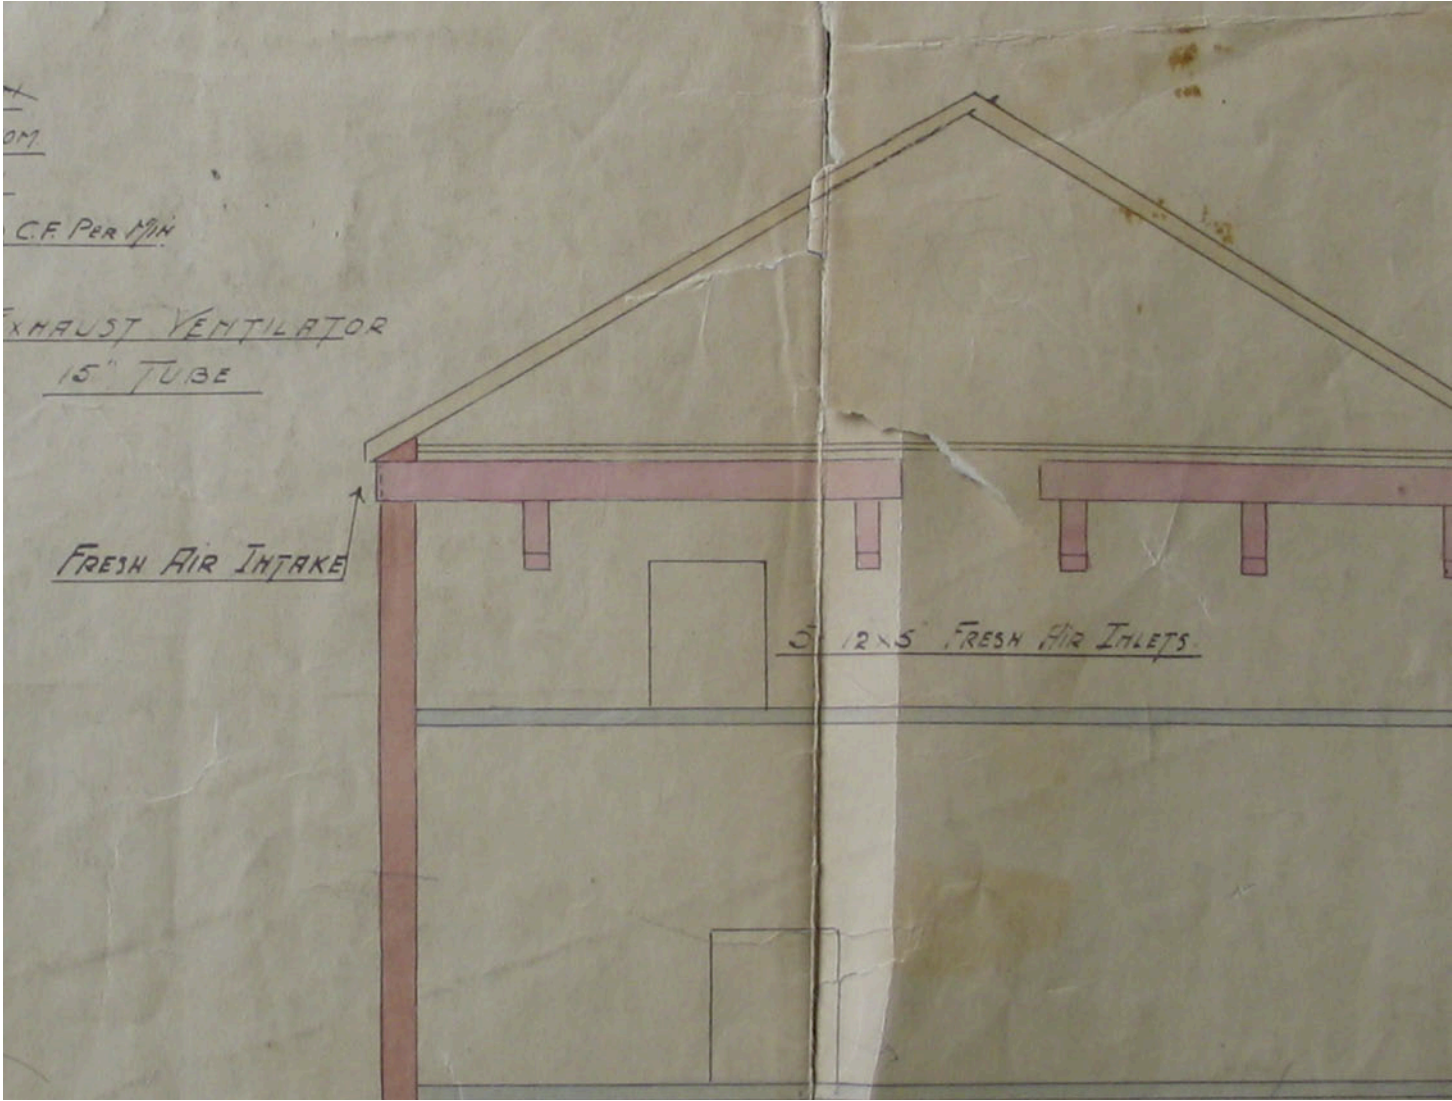 OM.
C.F. PER MIN
EXHAUST VENTILATOR
15" TUBE
FRESH AIR INTAKE
5 12x5" FRESH AIR INLETS.